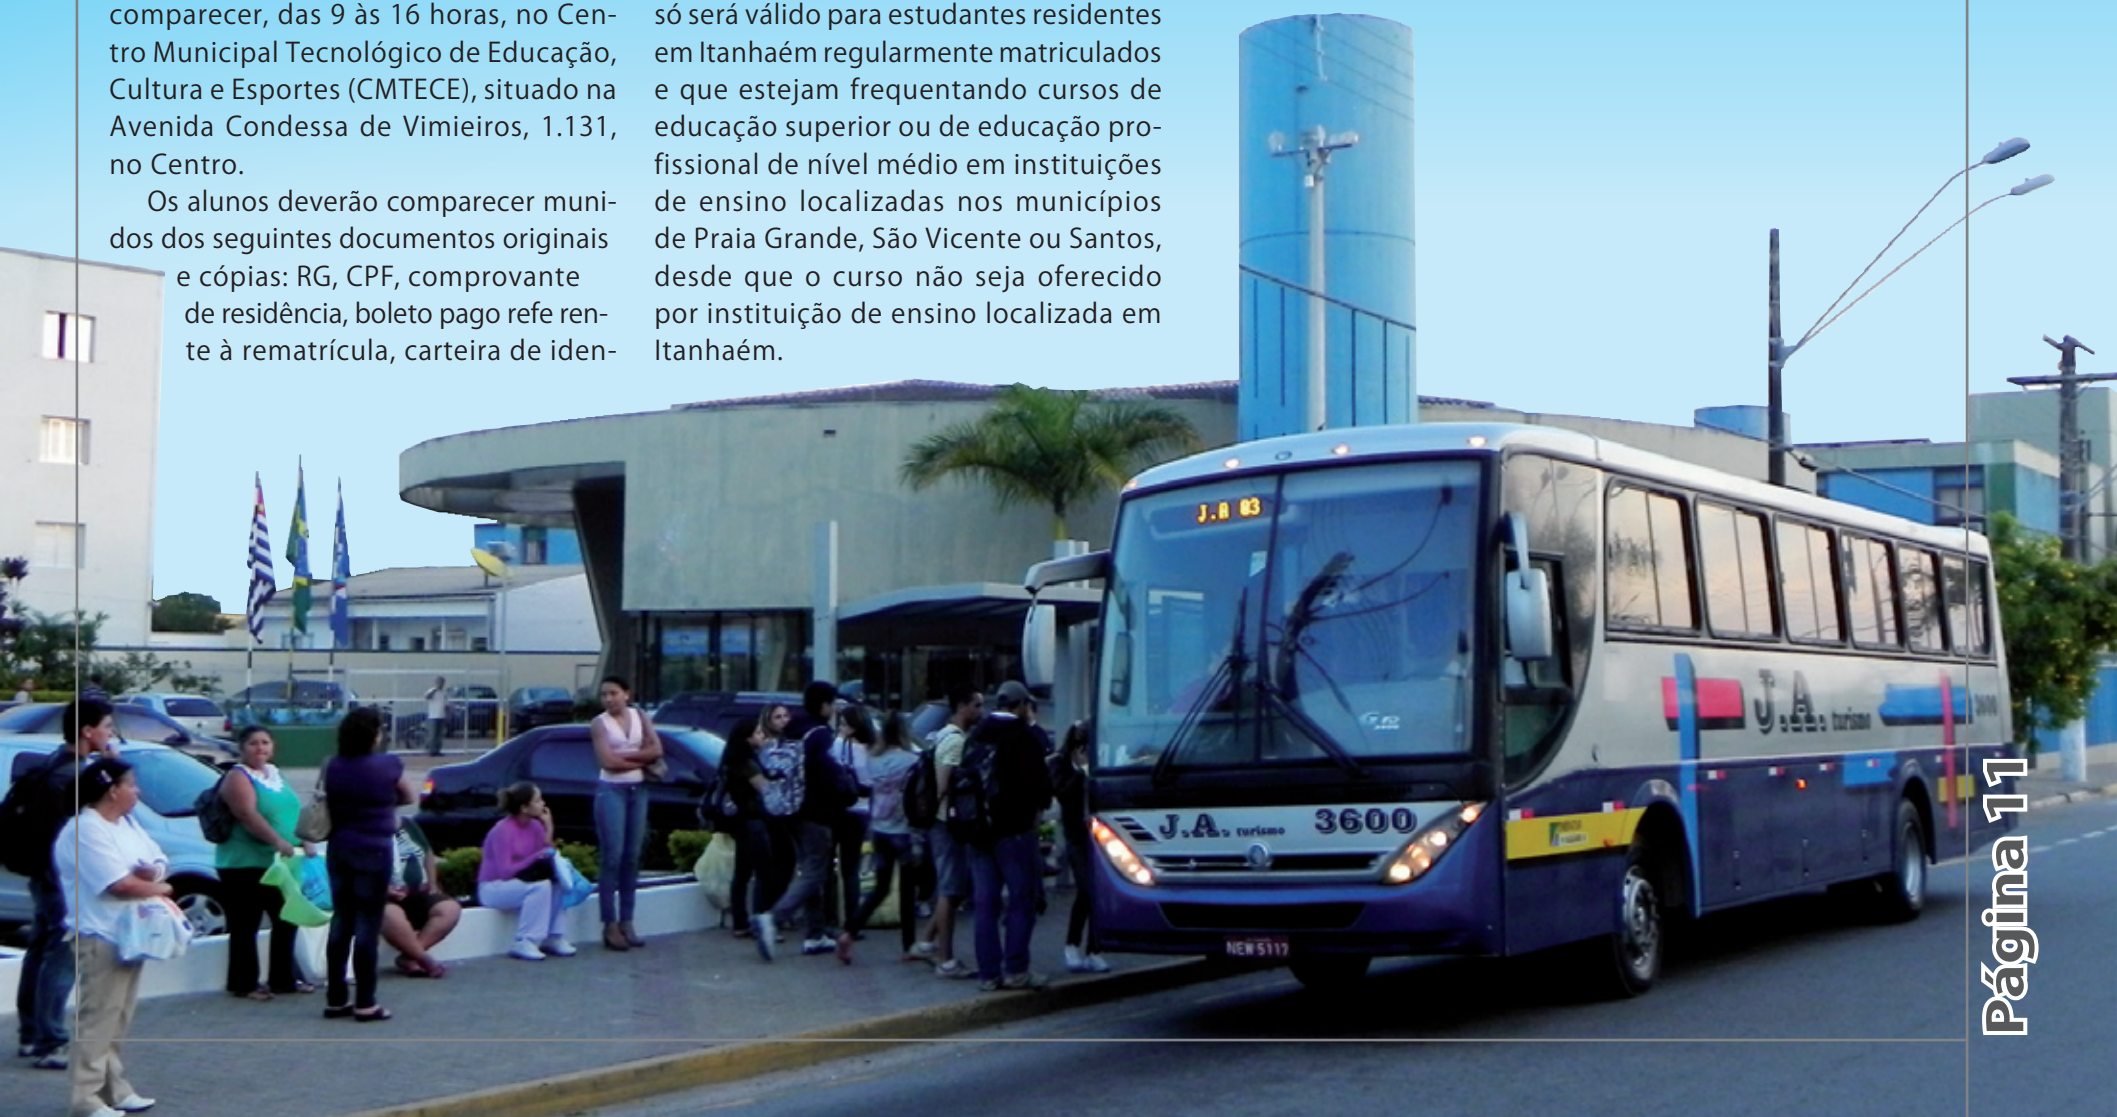 comparecer, das 9 às 16 horas, no Cen-
tro Municipal Tecnológico de Educação,
Cultura e Esportes (CMTECE), situado na
Avenida Condessa de Vimieiros, 1.131,
no Centro.
Os alunos deverão comparecer muni-
dos dos seguintes documentos originais
e cópias: RG, CPF, comprovante
de residência, boleto pago refe ren-
te à rematrícula, carteira de iden-
só será válido para estudantes residentes
em Itanhaém regularmente matriculados
e que estejam frequentando cursos de
educação superior ou de educação pro-
fissional de nível médio em instituições
de ensino localizadas nos municípios
de Praia Grande, São Vicente ou Santos,
desde que o curso não seja oferecido
por instituição de ensino localizada em
Itanhaém.
J.A 03
J.A. turismo 3600
J.A. turismo 3600
NEW 5117
Página 11